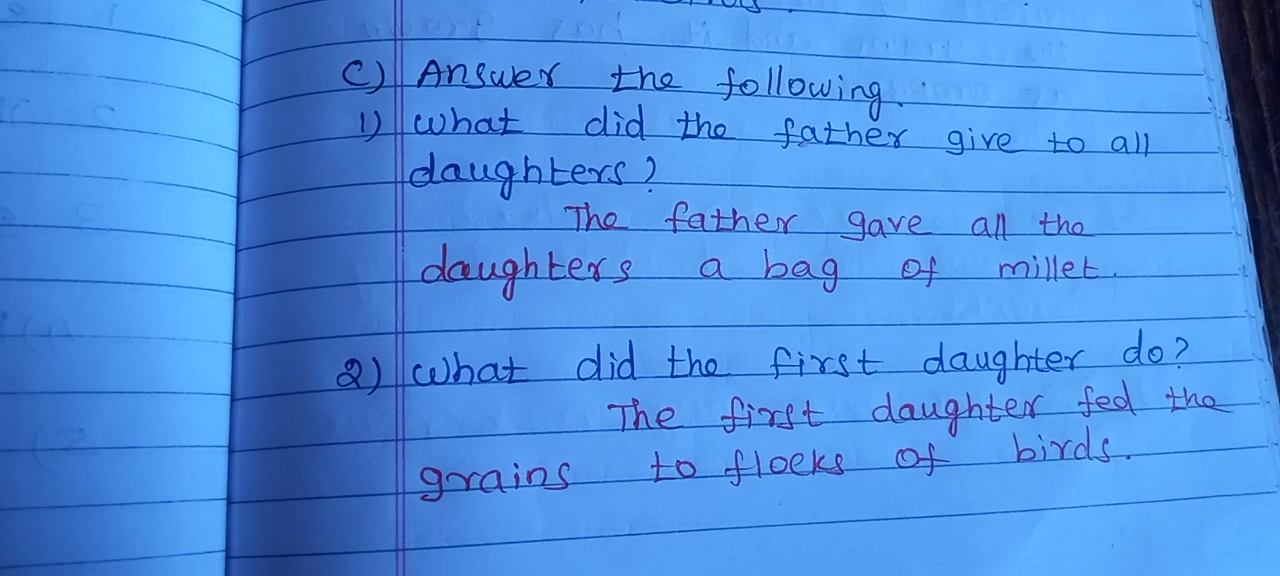 C) Answer the following.
1) What did the father give to all
daughters?
The father gave all the
daughters a bag of millet.
2) What did the first daughter do?
The first daughter fed the
grains to flocks of birds.